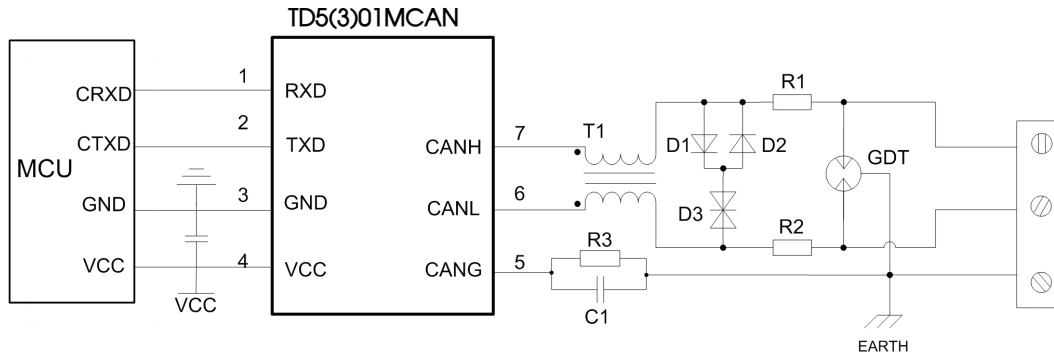 TD5(3)01MCAN
MCU
CRXD
CTXD
GND
VCC
1
2
3
4
VCC
RXD
TXD
GND
VCC
CANH
CANL
CANG
7
6
5
T1
D1
D2
D3
R1
R2
GDT
R3
C1
EARTH